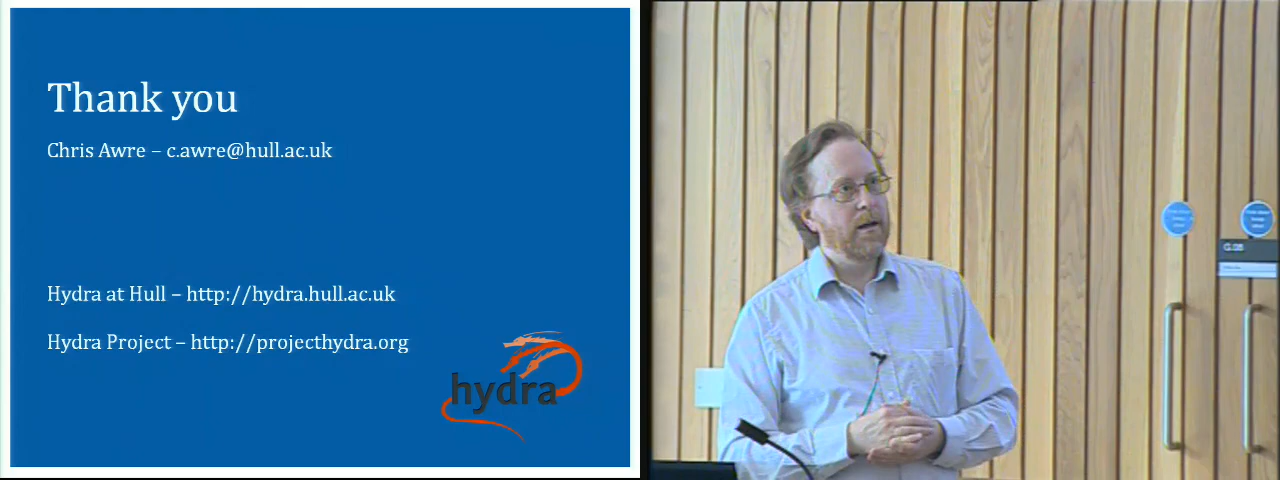 Thank you
Chris Awre – c.awre@hull.ac.uk
Hydra at Hull – http://hydra.hull.ac.uk
Hydra Project – http://projecthydra.org
hydra